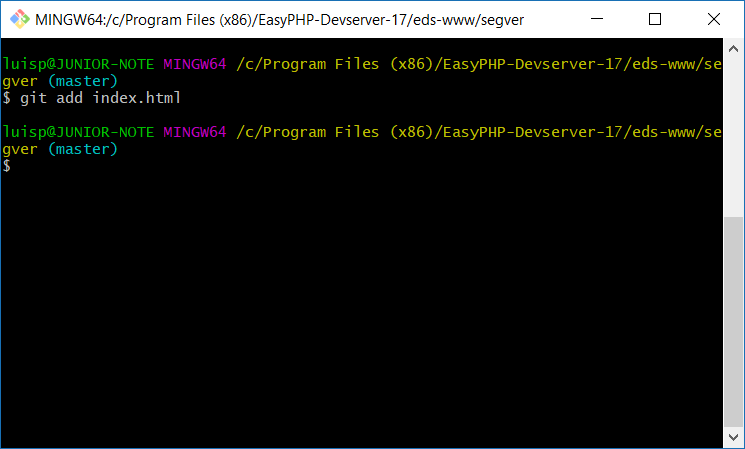 MINGW64:/c/Program Files (x86)/EasyPHP-Devserver-17/eds-www/segver
luisp@JUNIOR-NOTE MINGW64 /c/Program Files (x86)/EasyPHP-Devserver-17/eds-www/se
gver (master)
$ git add index.html
luisp@JUNIOR-NOTE MINGW64 /c/Program Files (x86)/EasyPHP-Devserver-17/eds-www/se
gver (master)
$